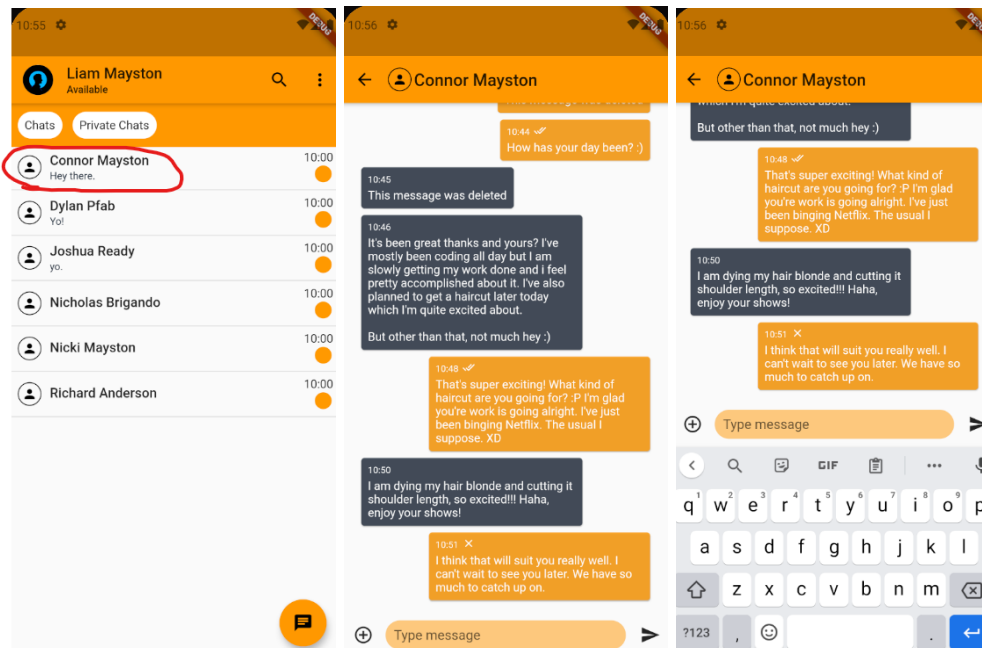 10:55
DEBUG
Liam Mayston
Available
Chats
Private Chats
Connor Mayston
10:00
Hey there.
Dylan Pfab
10:00
Yo!
Joshua Ready
10:00
yo.
Nicholas Brigando
10:00
Nicki Mayston
10:00
Richard Anderson
10:00
10:56
DEBUG
Connor Mayston
This message was deleted
10:44
How has your day been? :)
10:45
This message was deleted
10:46
It's been great thanks and yours? I've
mostly been coding all day but I am
slowly getting my work done and i feel
pretty accomplished about it. I've also
planned to get a haircut later today
which I'm quite excited about.
But other than that, not much hey :)
10:48
That's super exciting! What kind of
haircut are you going for? :P I'm glad
you're work is going alright. I've just
been binging Netflix. The usual I
suppose. XD
10:50
I am dying my hair blonde and cutting it
shoulder length, so excited!!! Haha,
enjoy your shows!
10:51
I think that will suit you really well. I
can't wait to see you later. We have so
much to catch up on.
Type message
10:56
DEBUG
Connor Mayston
which I'm quite excited about.
But other than that, not much hey :)
10:48
That's super exciting! What kind of
haircut are you going for? :P I'm glad
you're work is going alright. I've just
been binging Netflix. The usual I
suppose. XD
10:50
I am dying my hair blonde and cutting it
shoulder length, so excited!!! Haha,
enjoy your shows!
10:51
I think that will suit you really well. I
can't wait to see you later. We have so
much to catch up on.
Type message
GIF
q1 w2 e3 r4 t5 y6 u7 i8 o9 p
a s d f g h j k l
z x c v b n m
?123 , .